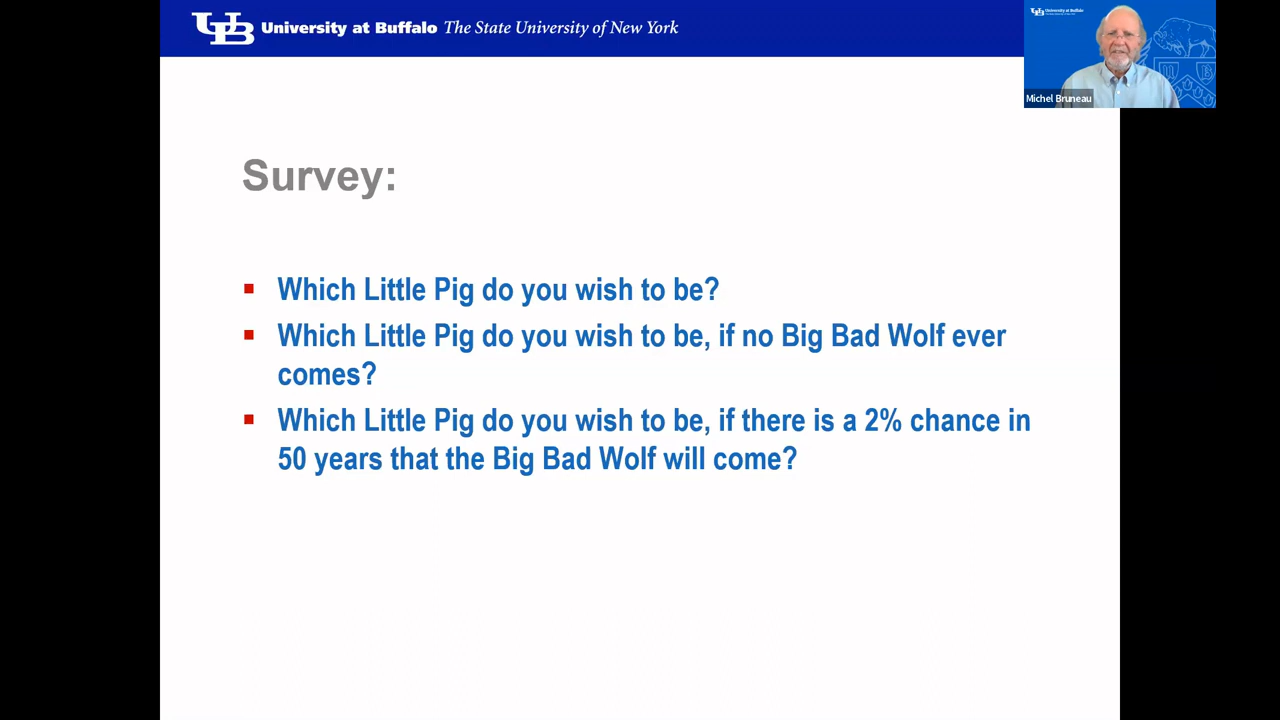 University at Buffalo The State University of New York
University at Buffalo
Michel Bruneau
Survey:
Which Little Pig do you wish to be?
Which Little Pig do you wish to be, if no Big Bad Wolf ever
comes?
Which Little Pig do you wish to be, if there is a 2% chance in
50 years that the Big Bad Wolf will come?